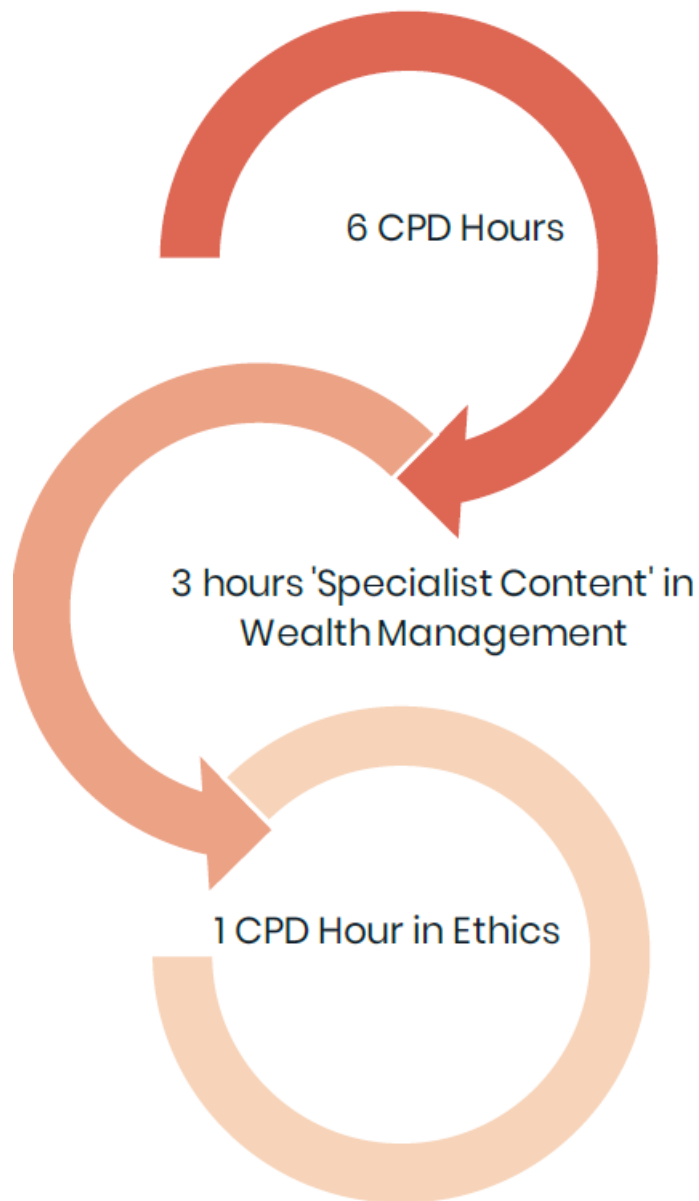 6 CPD Hours
3 hours 'Specialist Content' in
Wealth Management
1 CPD Hour in Ethics